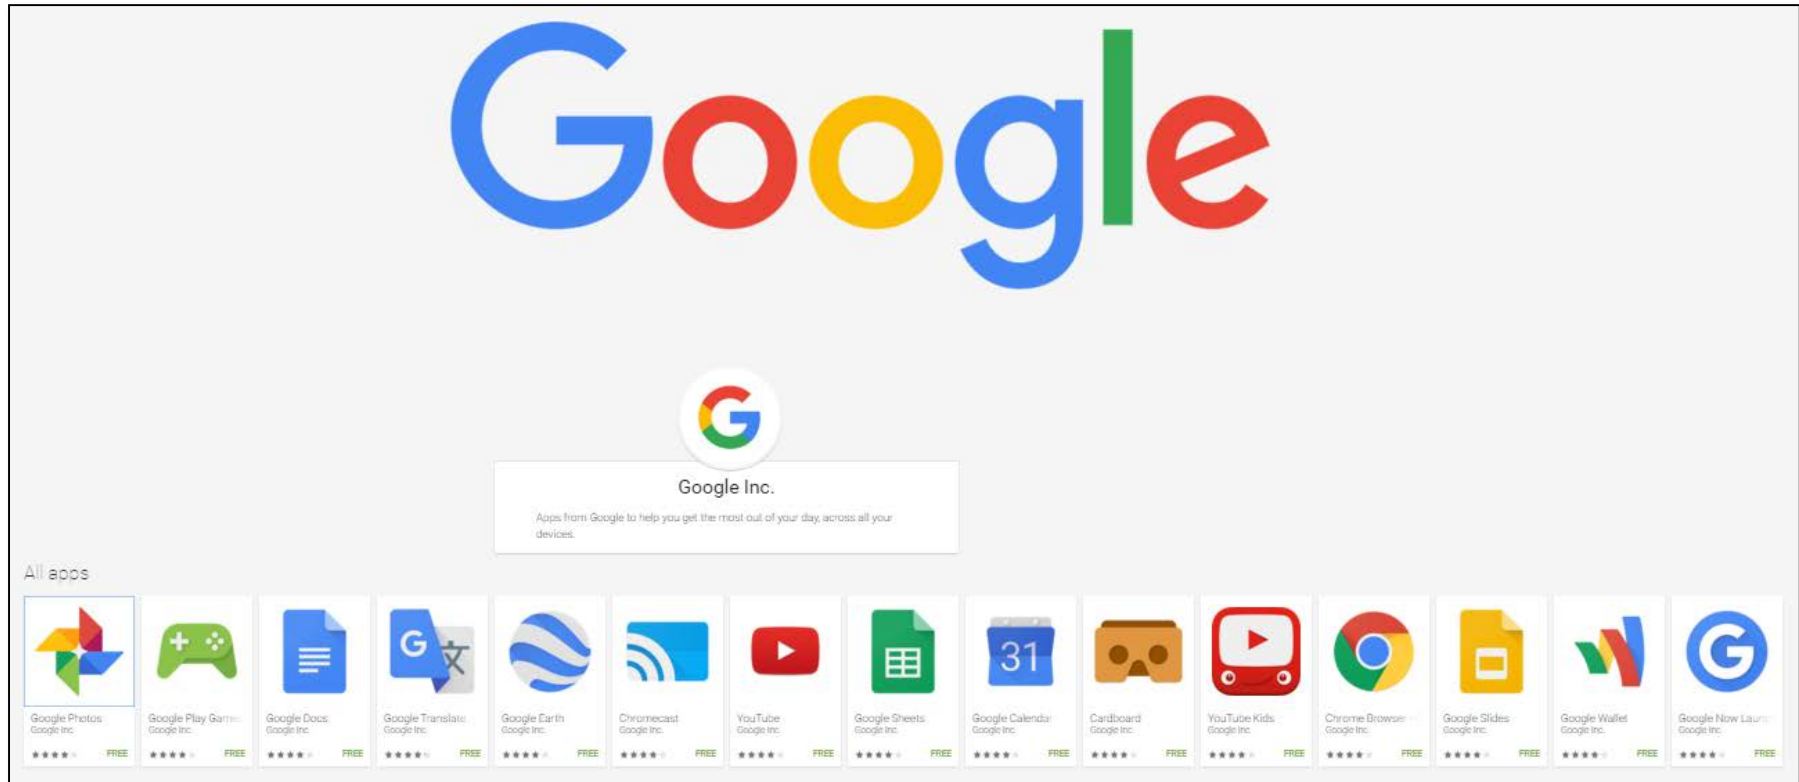 Google
G
Google Inc.
Apps from Google to help you get the most out of your day, across all your
devices.
All apps
G 文
31
G
Google Photos
Google Inc.
FREE
Google Play Games
Google Inc.
FREE
Google Docs
Google Inc.
FREE
Google Translate
Google Inc.
FREE
Google Earth
Google Inc.
FREE
Chromecast
Google Inc.
FREE
YouTube
Google Inc.
FREE
Google Sheets
Google Inc.
FREE
Google Calendar
Google Inc.
FREE
Cardboard
Google Inc.
FREE
YouTube Kids
Google Inc.
FREE
Chrome Browser
Google Inc.
FREE
Google Slides
Google Inc.
FREE
Google Wallet
Google Inc.
FREE
Google Now
Google Inc.
FREE